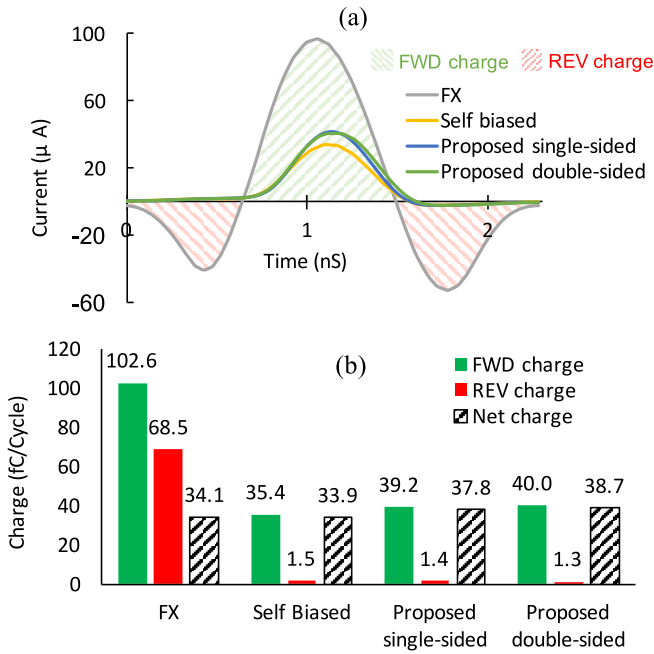 (a)
100
60
20
-20
-60
Current (μ A)
0
1
2
Time (nS)
FWD charge
REV charge
FX
Self biased
Proposed single-sided
Proposed double-sided
(b)
120
100
80
60
40
20
0
Charge (fC/Cycle)
FWD charge
REV charge
Net charge
102.6
68.5
34.1
35.4
1.5
33.9
39.2
1.4
37.8
40.0
1.3
38.7
FX
Self Biased
Proposed
single-sided
Proposed
double-sided